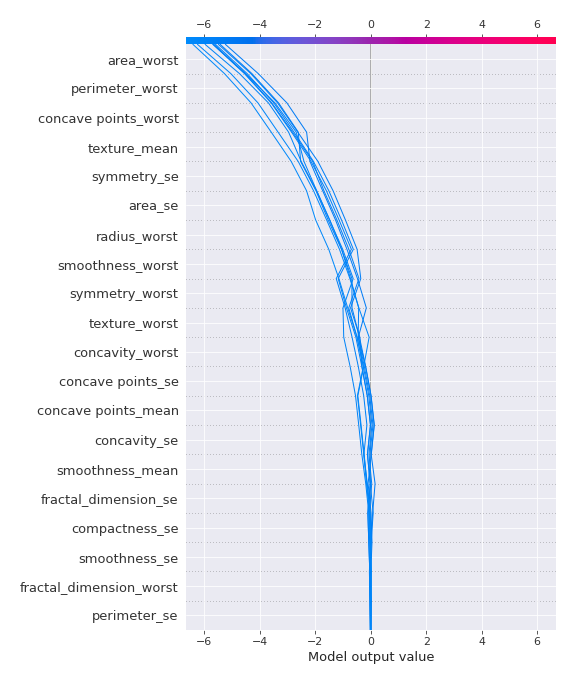 −6 −4 −2 0 2 4 6
area_worst
perimeter_worst
concave points_worst
texture_mean
symmetry_se
area_se
radius_worst
smoothness_worst
symmetry_worst
texture_worst
concavity_worst
concave points_se
concave points_mean
concavity_se
smoothness_mean
fractal_dimension_se
compactness_se
smoothness_se
fractal_dimension_worst
perimeter_se
−6 −4 −2 0 2 4 6
Model output value